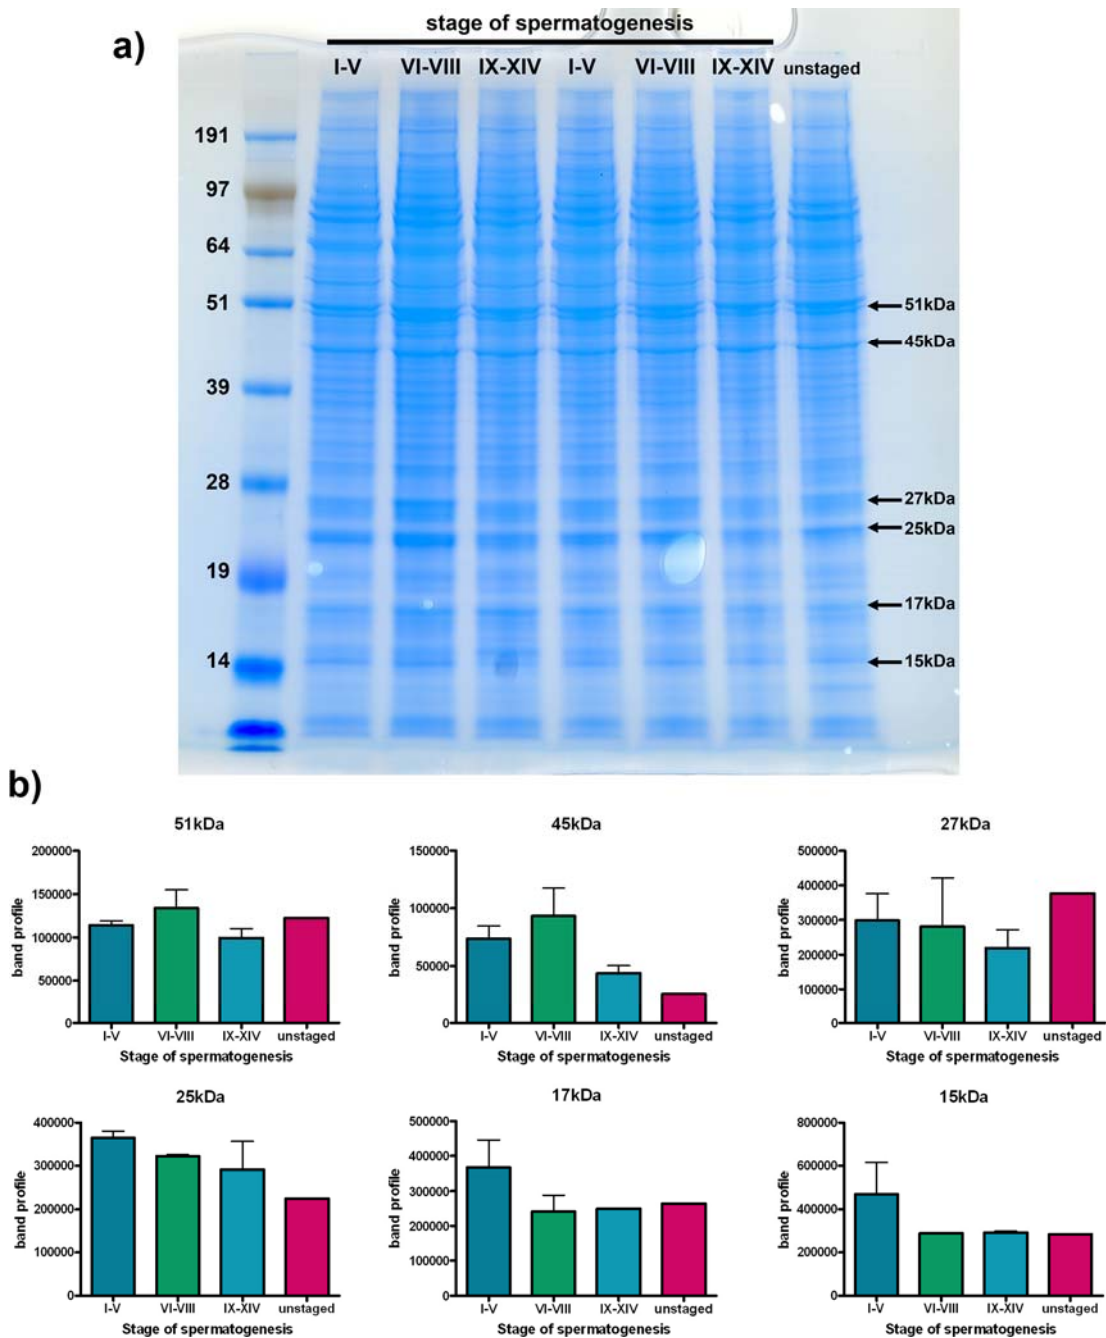 a)
stage of spermatogenesis
I-V VI-VIII IX-XIV I-V VI-VIII IX-XIV unstaged
191
97
64
51
39
28
19
14
51kDa
45kDa
27kDa
25kDa
17kDa
15kDa
b)
51kDa
200000
150000
100000
50000
0
band profile
I-V VI-VIII IX-XIV unstaged
Stage of spermatogenesis
45kDa
150000
100000
50000
0
band profile
I-V VI-VIII IX-XIV unstaged
Stage of spermatogenesis
27kDa
500000
400000
300000
200000
100000
0
band profile
I-V VI-VIII IX-XIV unstaged
Stage of spermatogenesis
25kDa
400000
300000
200000
100000
0
band profile
I-V VI-VIII IX-XIV unstaged
Stage of spermatogenesis
17kDa
500000
400000
300000
200000
100000
0
band profile
I-V VI-VIII IX-XIV unstaged
Stage of spermatogenesis
15kDa
800000
600000
400000
200000
0
band profile
I-V VI-VIII IX-XIV unstaged
Stage of spermatogenesis